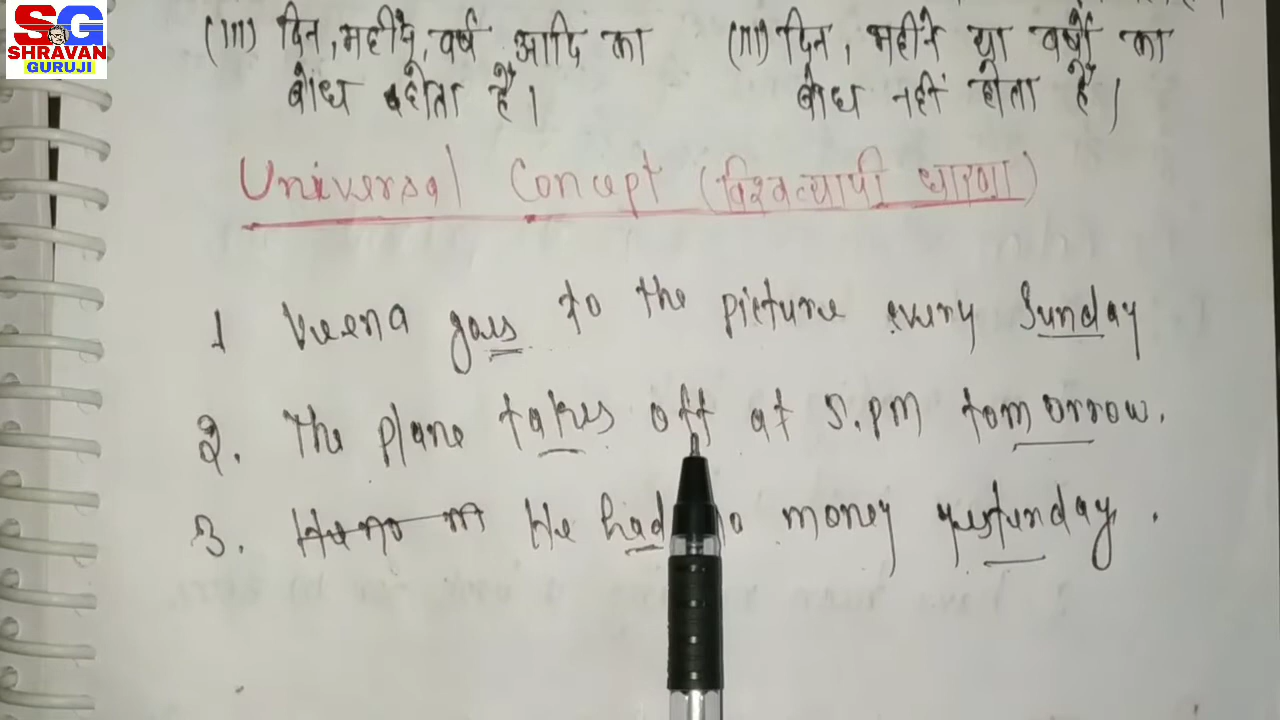 SG
SHRAVAN
GURUJI
(iii) दिन, महीने, वर्ष आदि का
बोध होता है।
(iii) दिन, महीने या वर्षों का
बोध नहीं होता है।
Universal Concept (विश्वव्यापी धारणा)
1 Veena goes to the picture every Sunday
2. The plane takes off at 5.pm tomorrow.
3. He no m He had no money yesterday.